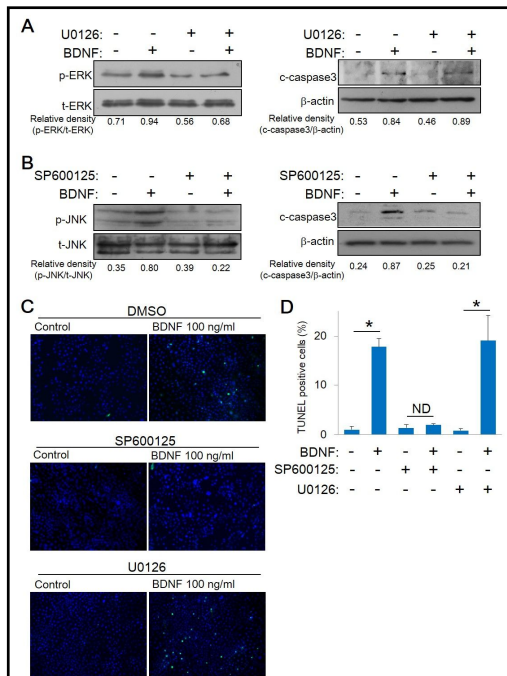 A
U0126: - - + +
BDNF: - + - +
p-ERK
t-ERK
Relative density 0.71 0.94 0.56 0.68
(p-ERK/t-ERK)
U0126: - - + +
BDNF: - + - +
c-caspase3
β-actin
Relative density 0.53 0.84 0.46 0.89
(c-caspase3/β-actin)
B
SP600125: - - + +
BDNF: - + - +
p-JNK
t-JNK
Relative density 0.35 0.80 0.39 0.22
(p-JNK/t-JNK)
SP600125: - - + +
BDNF: - + - +
c-caspase3
β-actin
Relative density 0.24 0.87 0.25 0.21
(c-caspase3/β-actin)
C
DMSO
Control BDNF 100 ng/ml
SP600125
Control BDNF 100 ng/ml
U0126
Control BDNF 100 ng/ml
D
TUNEL positive cells (%)
20
10
0
* ND *
BDNF: - + - + - +
SP600125: - - + + - -
U0126: - - - - + +